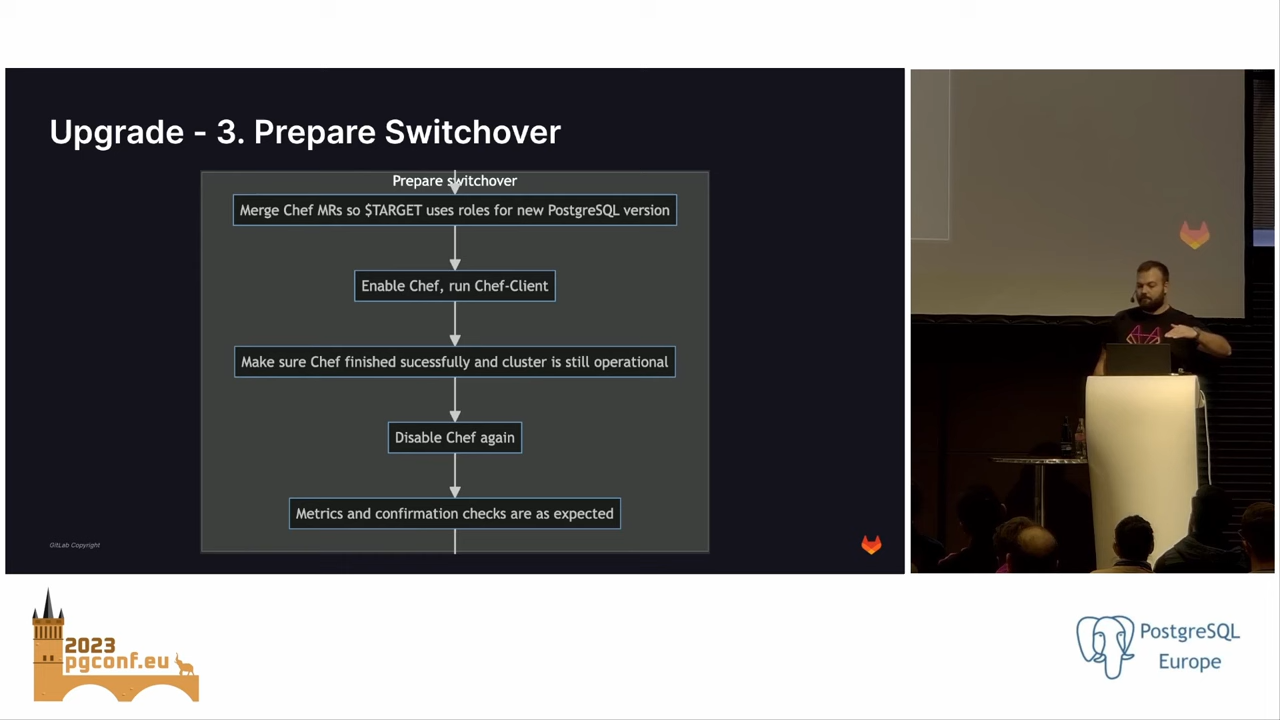 Upgrade - 3. Prepare Switchover
Prepare switchover
Merge Chef MRs so $TARGET uses roles for new PostgreSQL version
Enable Chef, run Chef-Client
Make sure Chef finished sucessfully and cluster is still operational
Disable Chef again
Metrics and confirmation checks are as expected
GitLab Copyright
2023
pgconf.eu
PostgreSQL
Europe